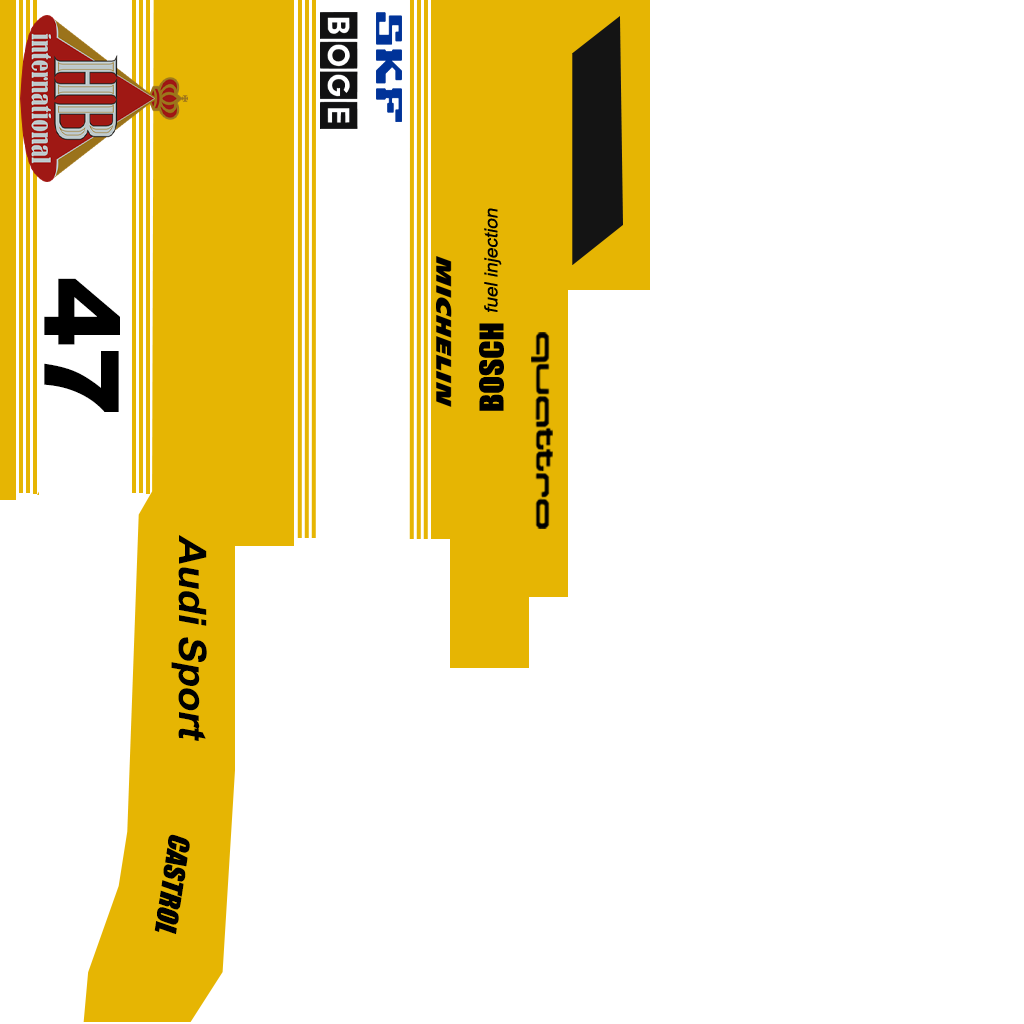 HB
international
47
BOGE
SKF
MICHELIN
BOSCH fuel injection
quattro
Audi Sport
CASTROL